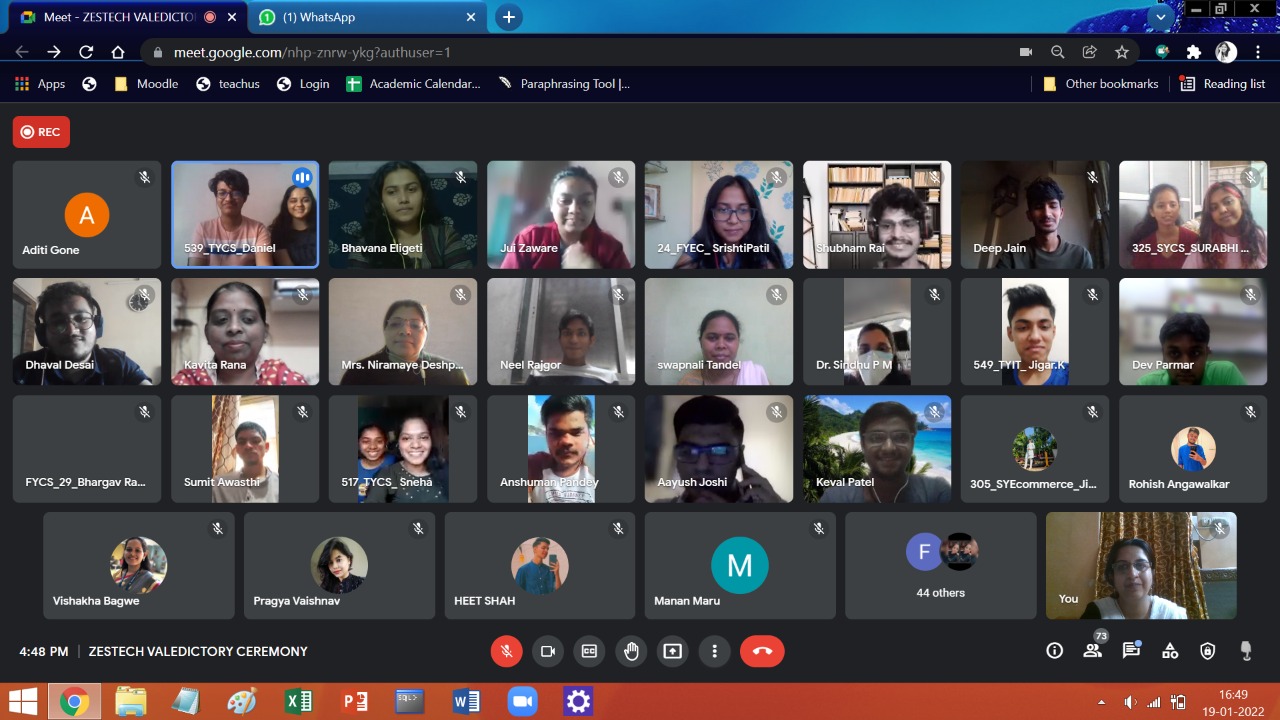 Meet - ZESTECH VALEDICTO
(1) WhatsApp
meet.google.com/nhp-znrw-ykg?authuser=1
Apps
Moodle
teachus
Login
Academic Calendar...
Paraphrasing Tool |...
Other bookmarks
Reading list
REC
A
Aditi Gone
539_TYCS_Daniel
Bhavana Eligeti
Jui Zaware
24_FYEC_SrishtiPatil
Shubham Rai
Deep Jain
325_SYCS_SURABHI ...
Dhaval Desai
Kavita Rana
Mrs. Niramaye Deshp...
Neel Rajgor
swapnali Tandel
Dr. Sindhu P M
549_TYIT_ Jigar.K
Dev Parmar
FYCS_29_Bhargav Ra...
Sumit Awasthi
517_TYCS_ Sneha
Anshuman Pandey
Aayush Joshi
Keval Patel
305_SYEcommerce_Ji...
Rohish Angawalkar
Vishakha Bagwe
Pragya Vaishnav
HEET SHAH
M
Manan Maru
F
44 others
You
4:48 PM | ZESTECH VALEDICTORY CEREMONY
73
16:49
19-01-2022